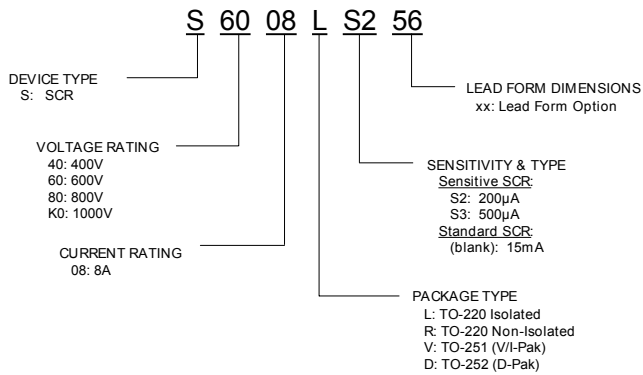 S 60 08 L S2 56
DEVICE TYPE
S: SCR
VOLTAGE RATING
40: 400V
60: 600V
80: 800V
K0: 1000V
CURRENT RATING
08: 8A
LEAD FORM DIMENSIONS
xx: Lead Form Option
SENSITIVITY & TYPE
Sensitive SCR:
S2: 200µA
S3: 500µA
Standard SCR:
(blank): 15mA
PACKAGE TYPE
L: TO-220 Isolated
R: TO-220 Non-Isolated
V: TO-251 (V/I-Pak)
D: TO-252 (D-Pak)